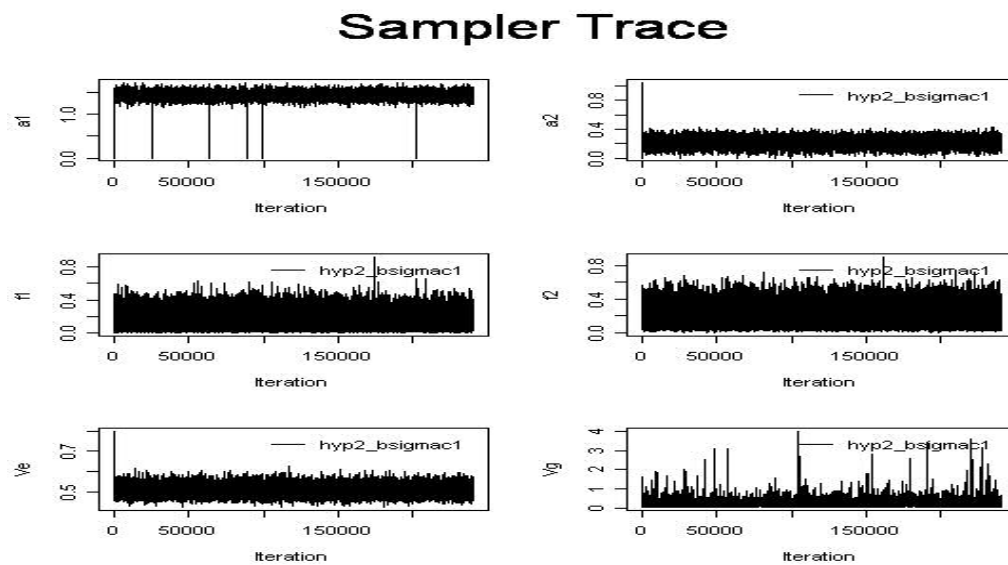 Sampler Trace
a1
1.0
0.0
0 50000 150000
Iteration
a2
0.8
0.4
0.0
hyp2_bsigmac1
0 50000 150000
Iteration
f1
0.8
0.4
0.0
hyp2_bsigmac1
0 50000 150000
Iteration
f2
0.8
0.4
0.0
hyp2_bsigmac1
0 50000 150000
Iteration
Ve
0.7
0.5
hyp2_bsigmac1
0 50000 150000
Iteration
Vg
4
3
2
1
0
hyp2_bsigmac1
0 50000 150000
Iteration